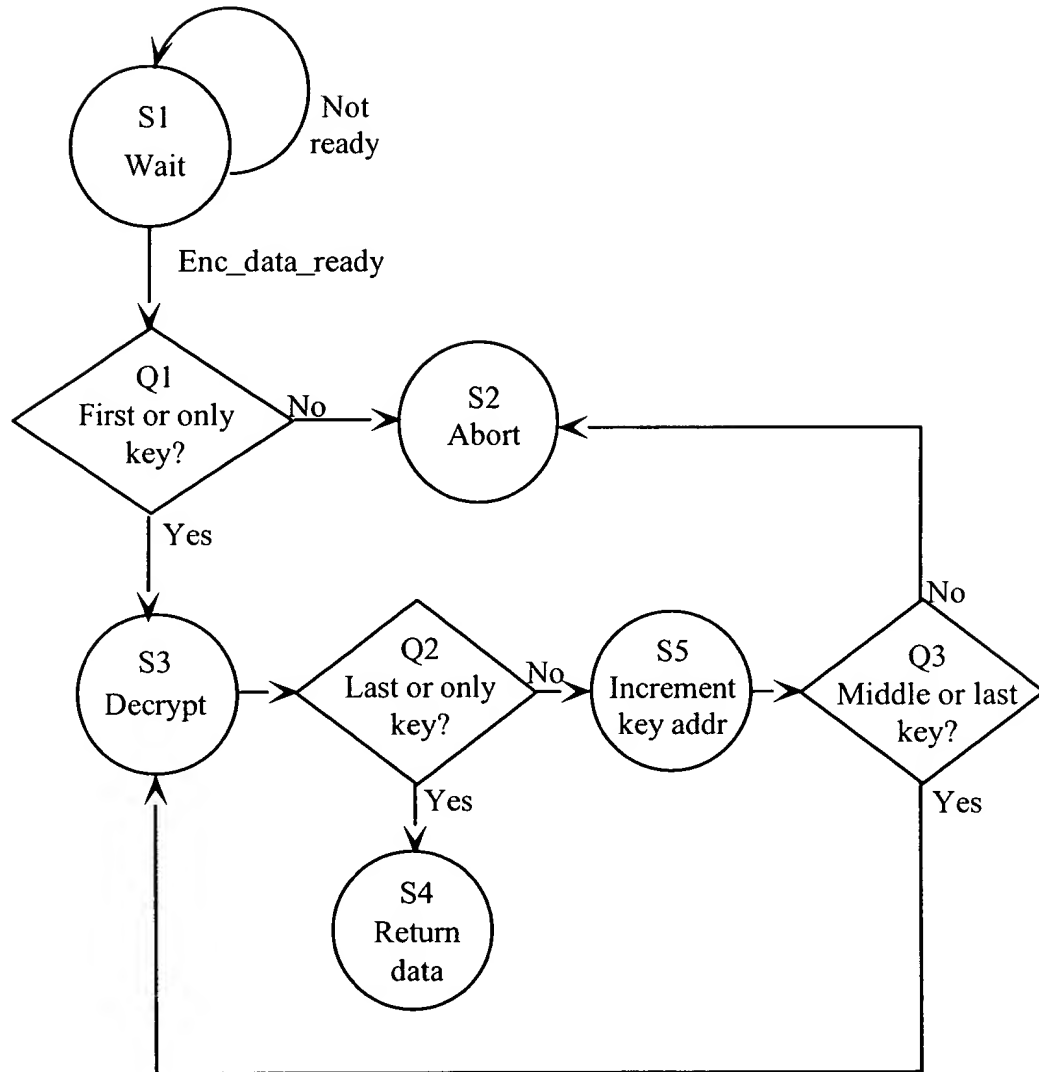 S1
Wait
Not
ready
Enc_data_ready
Q1
First or only
key?
No
S2
Abort
Yes
No
S3
Decrypt
Q2
Last or only
key?
No
S5
Increment
key addr
Q3
Middle or last
key?
Yes
Yes
S4
Return
data